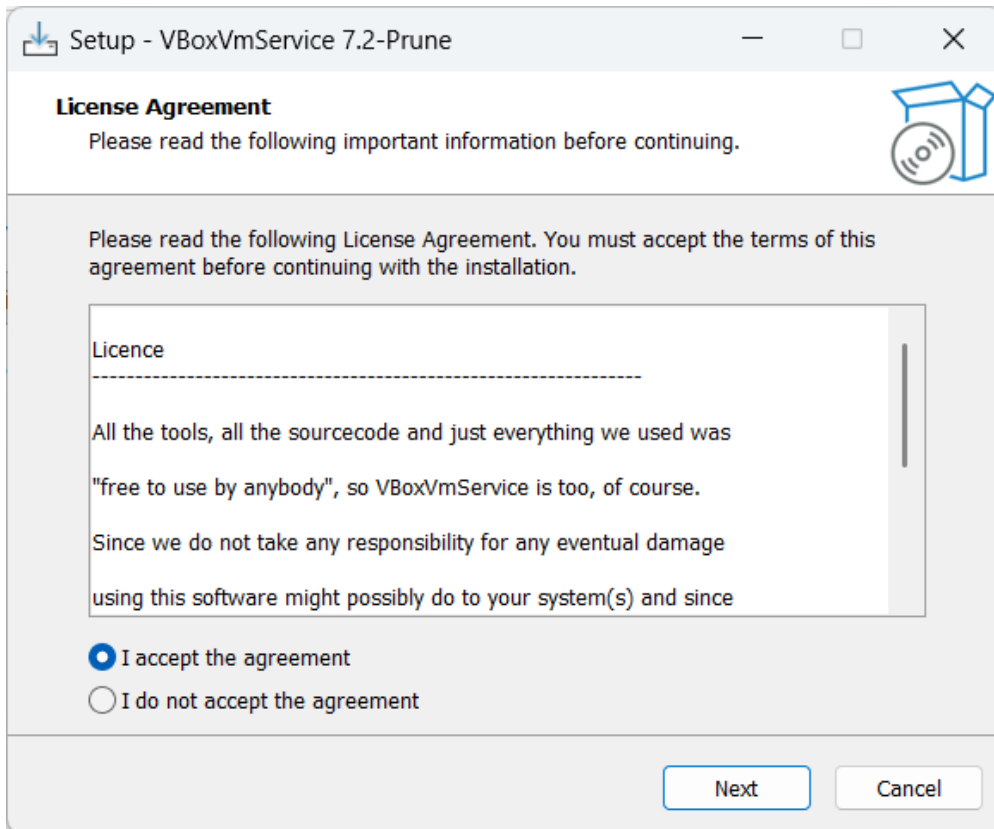 Setup - VBoxVmService 7.2-Prune
License Agreement
Please read the following important information before continuing.
Please read the following License Agreement. You must accept the terms of this
agreement before continuing with the installation.
Licence
----------------------------------------------------------------
All the tools, all the sourcecode and just everything we used was
"free to use by anybody", so VBoxVmService is too, of course.
Since we do not take any responsibility for any eventual damage
using this software might possibly do to your system(s) and since
I accept the agreement
I do not accept the agreement
Next
Cancel